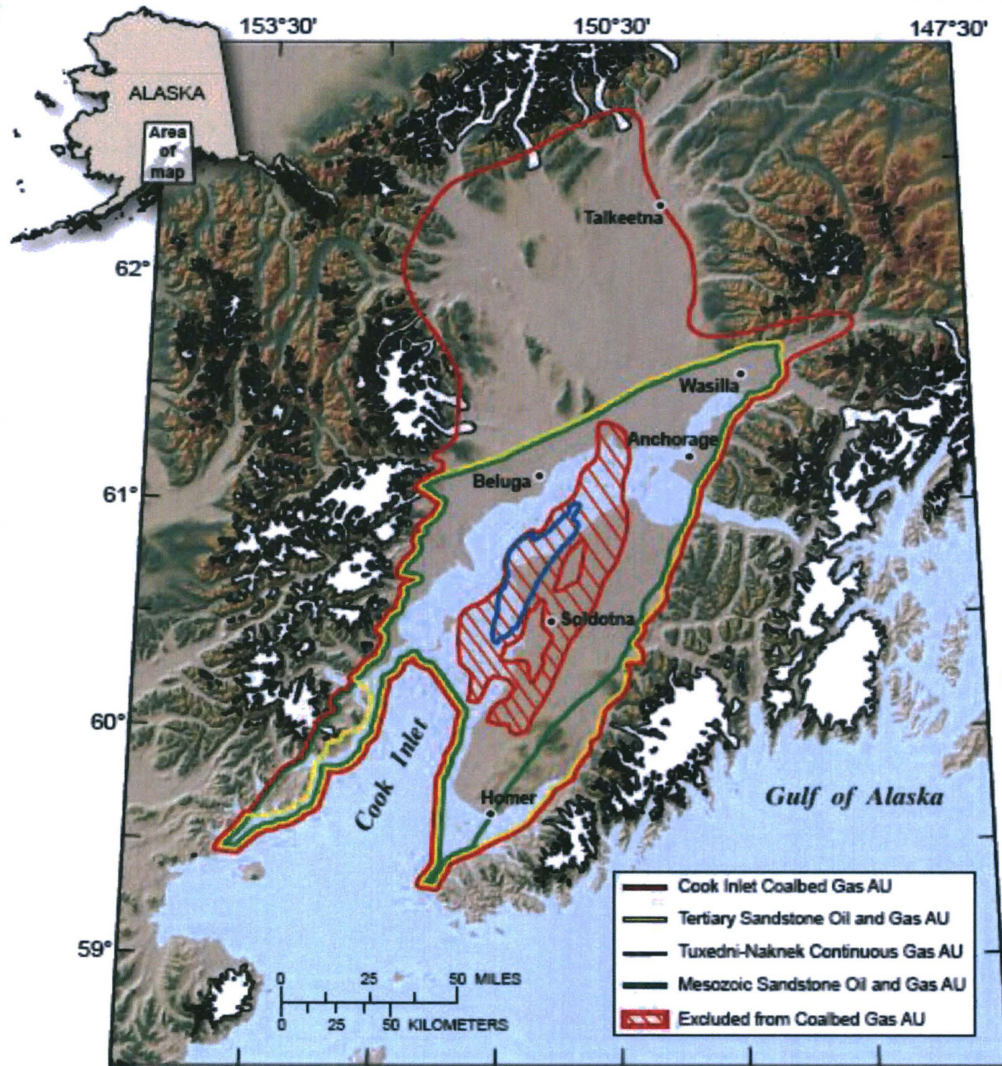 153°30'
150°30'
147°30'
ALASKA
Area
of
map
Talkeetna
62°
Wasilla
Anchorage
Beluga
61°
Soldotna
60°
Cook Inlet
Homer
Gulf of Alaska
59°
0 25 50 MILES
0 25 50 KILOMETERS
Cook Inlet Coalbed Gas AU
Tertiary Sandstone Oil and Gas AU
Tuxedni-Naknek Continuous Gas AU
Mesozoic Sandstone Oil and Gas AU
Excluded from Coalbed Gas AU